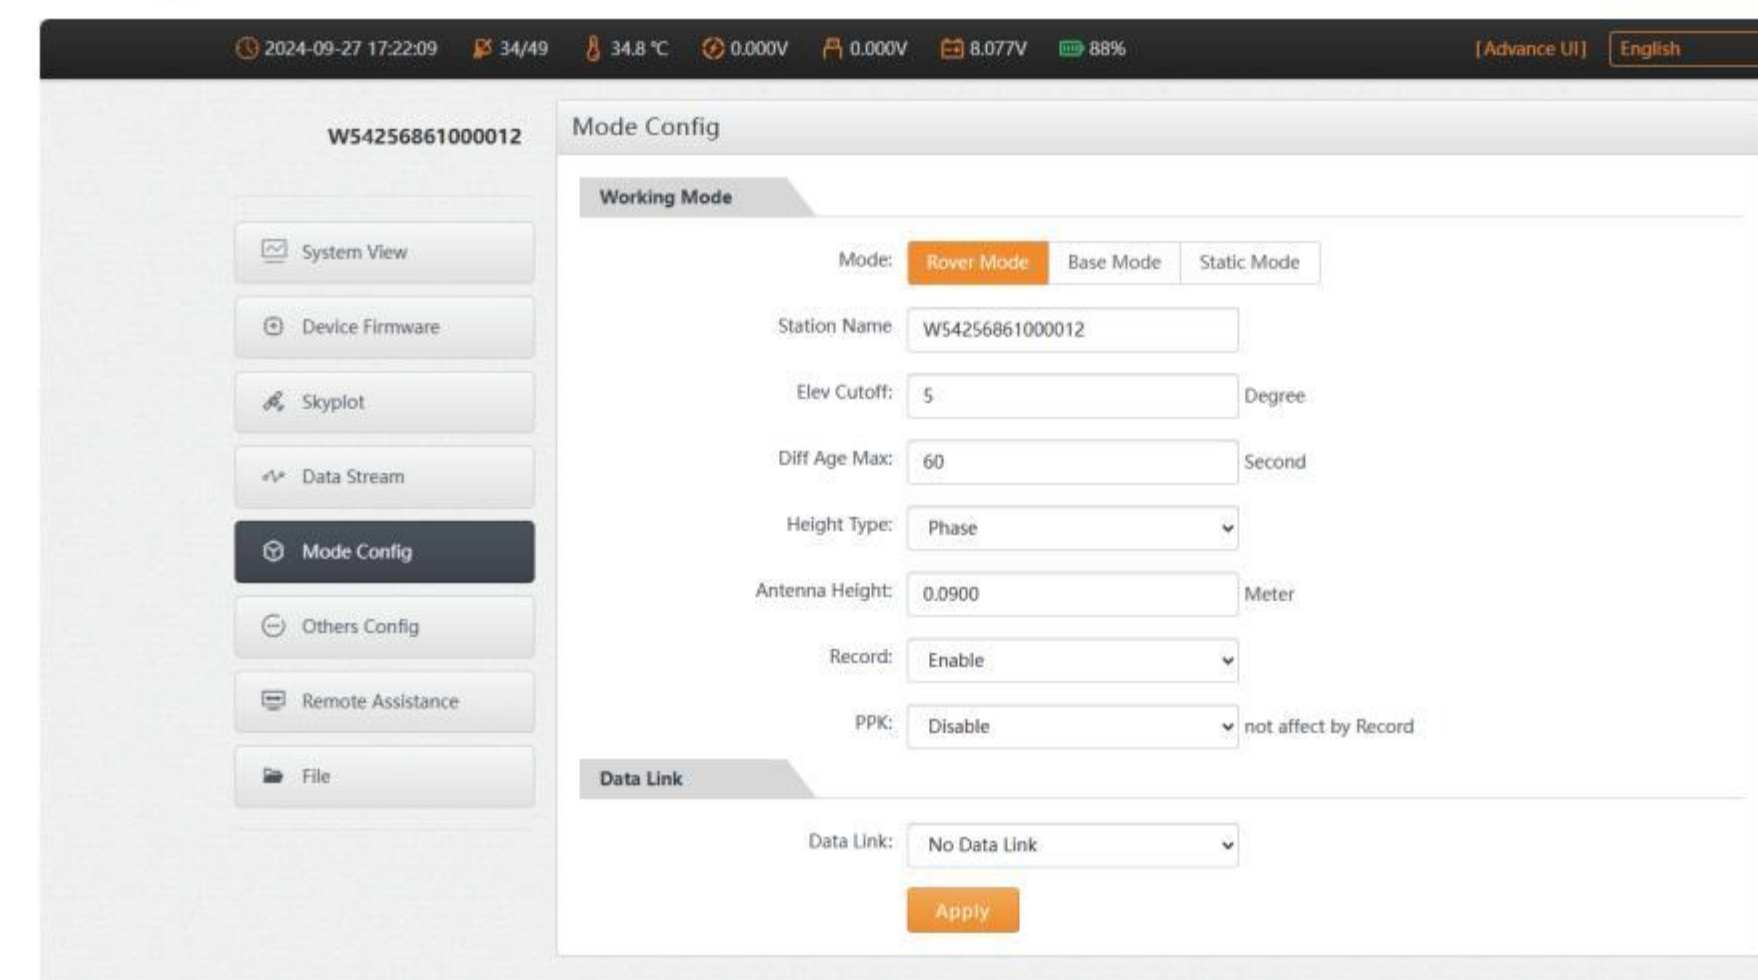 2024-09-27 17:22:09 34/49 34.8 ℃ 0.000V 0.000V 8.077V 88% [Advance UI] English
W54256861000012
System View
Device Firmware
Skyplot
Data Stream
Mode Config
Others Config
Remote Assistance
File
Mode Config
Working Mode
Mode: Rover Mode Base Mode Static Mode
Station Name W54256861000012
Elev Cutoff: 5 Degree
Diff Age Max: 60 Second
Height Type: Phase
Antenna Height: 0.0900 Meter
Record: Enable
PPK: Disable not affect by Record
Data Link
Data Link: No Data Link
Apply